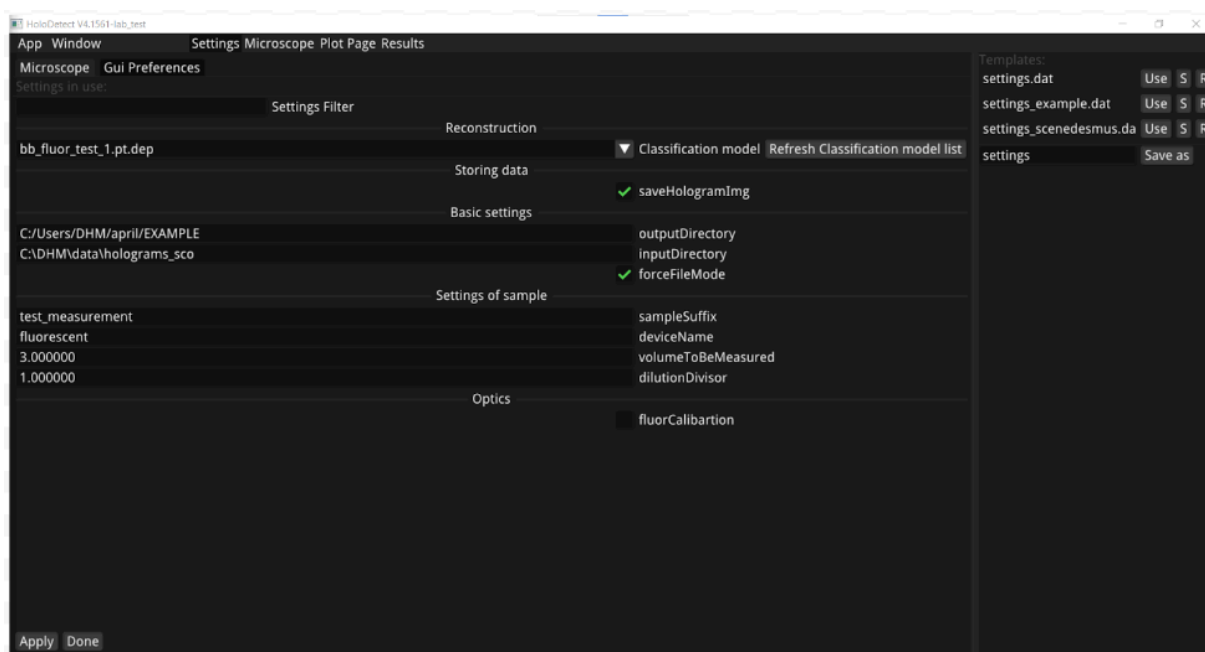 HoloDetect V4.1561-lab_test
App Window Settings Microscope Plot Page Results
Microscope Gui Preferences
Settings in use:
Settings Filter
Reconstruction
bb_fluor_test_1.pt.dep Classification model Refresh Classification model list
Storing data
saveHologramImg
Basic settings
C:/Users/DHM/april/EXAMPLE outputDirectory
C:\DHM\data\holograms_sco inputDirectory
forceFileMode
Settings of sample
test_measurement sampleSuffix
fluorescent deviceName
3.000000 volumeToBeMeasured
1.000000 dilutionDivisor
Optics
fluorCalibartion
Apply Done
Templates:
settings.dat Use S R
settings_example.dat Use S R
settings_scenedesmus.da Use S R
settings Save as